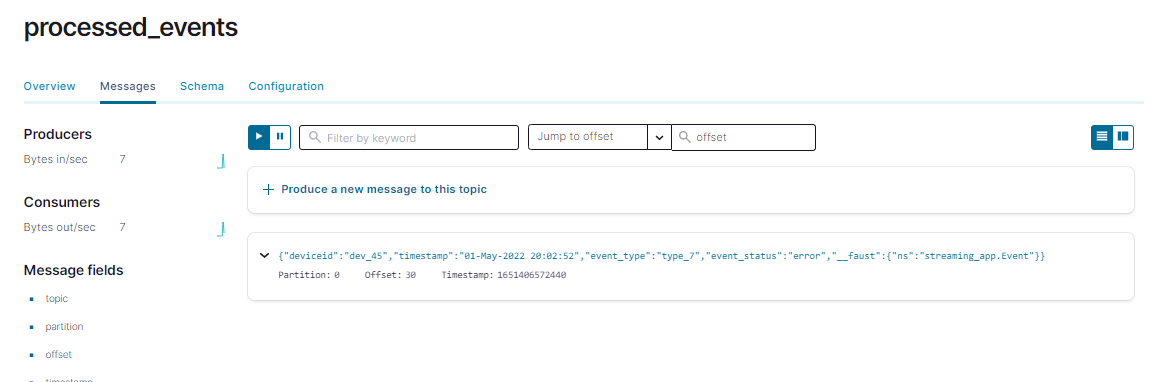 processed_events
Overview Messages Schema Configuration
Producers
Bytes in/sec 7
Consumers
Bytes out/sec 7
Message fields
topic
partition
offset
timestamp
Filter by keyword
Jump to offset
offset
Produce a new message to this topic
{"deviceid":"dev_45","timestamp":"01-May-2022 20:02:52","event_type":"type_7","event_status":"error","__faust":{"ns":"streaming_app.Event"}}
Partition: 0 Offset: 30 Timestamp: 1651406572440